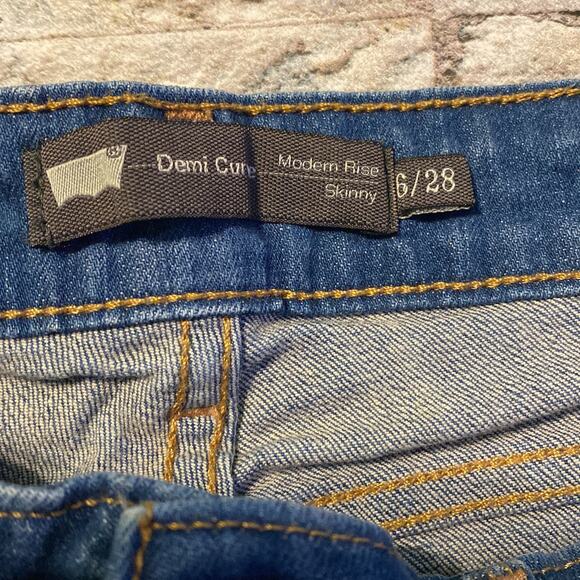 ®
Demi Curve
Modern Rise
Skinny
6/28